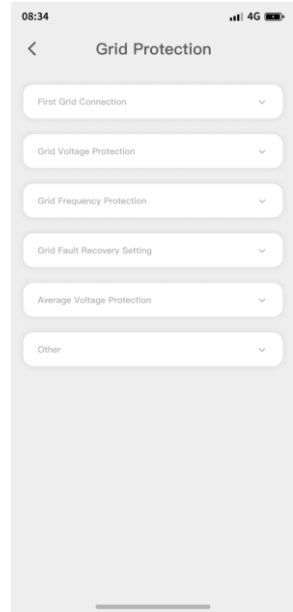 08:34 4G
Grid Protection
First Grid Connection
Grid Voltage Protection
Grid Frequency Protection
Grid Fault Recovery Setting
Average Voltage Protection
Other